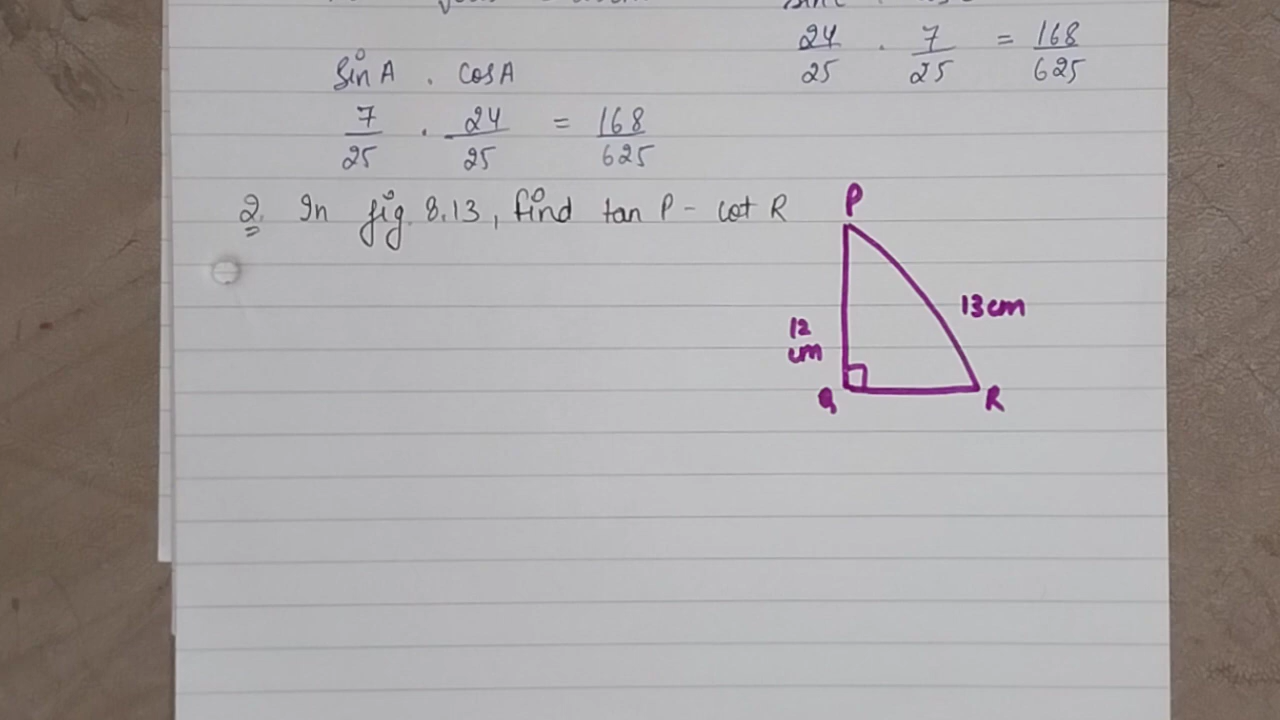 24/25 . 7/25 = 168/625
Sin A . cos A
7/25 . 24/25 = 168/625
2. In fig. 8.13, find tan P - cot R
P
13cm
12
cm
Q
R